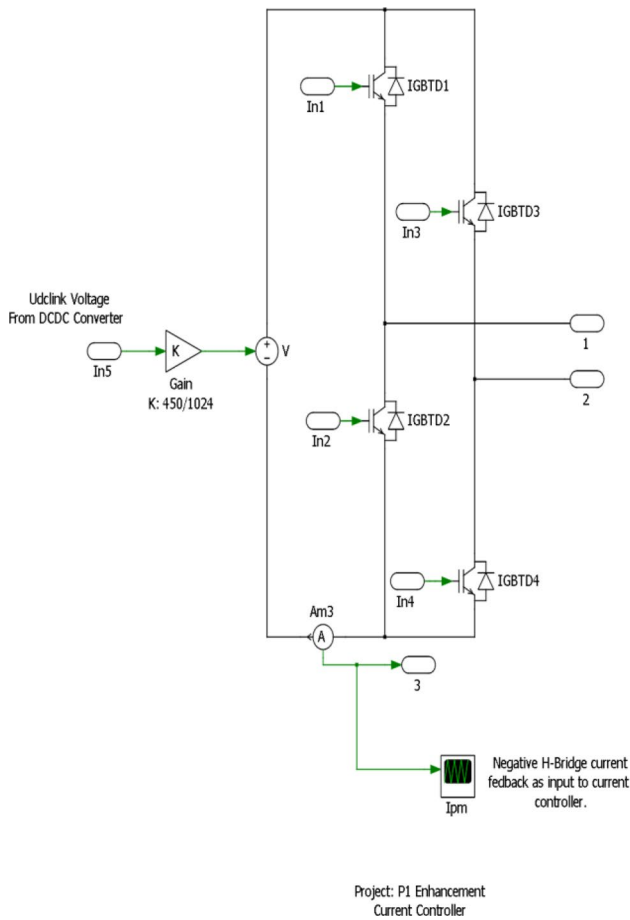 IGBTD1
In1
IGBTD3
In3
Udclink Voltage
From DCDC Converter
1
K
+
−
V
In5
Gain
K: 450/1024
2
IGBTD2
In2
IGBTD4
In4
Am3
A
3
Negative H-Bridge current
fedback as input to current
controller.
Ipm
Project: P1 Enhancement
Current Controller